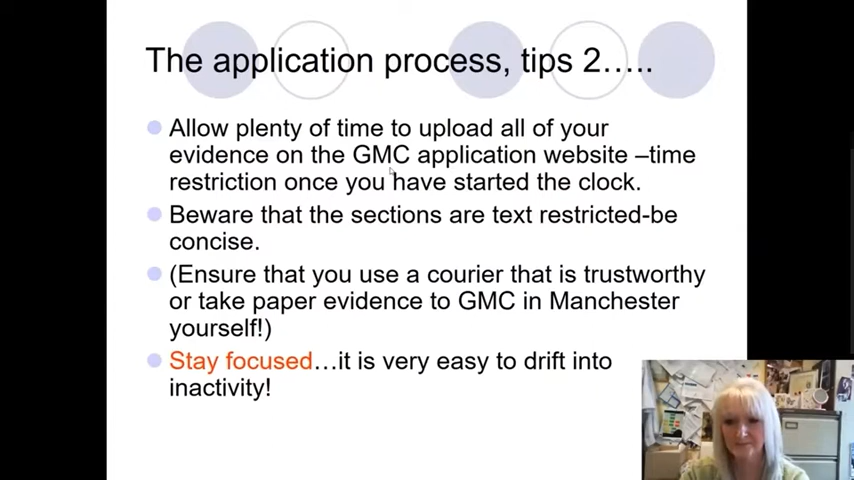 The application process, tips 2…..
Allow plenty of time to upload all of your
evidence on the GMC application website –time
restriction once you have started the clock.
Beware that the sections are text restricted-be
concise.
(Ensure that you use a courier that is trustworthy
or take paper evidence to GMC in Manchester
yourself!)
Stay focused…it is very easy to drift into
inactivity!